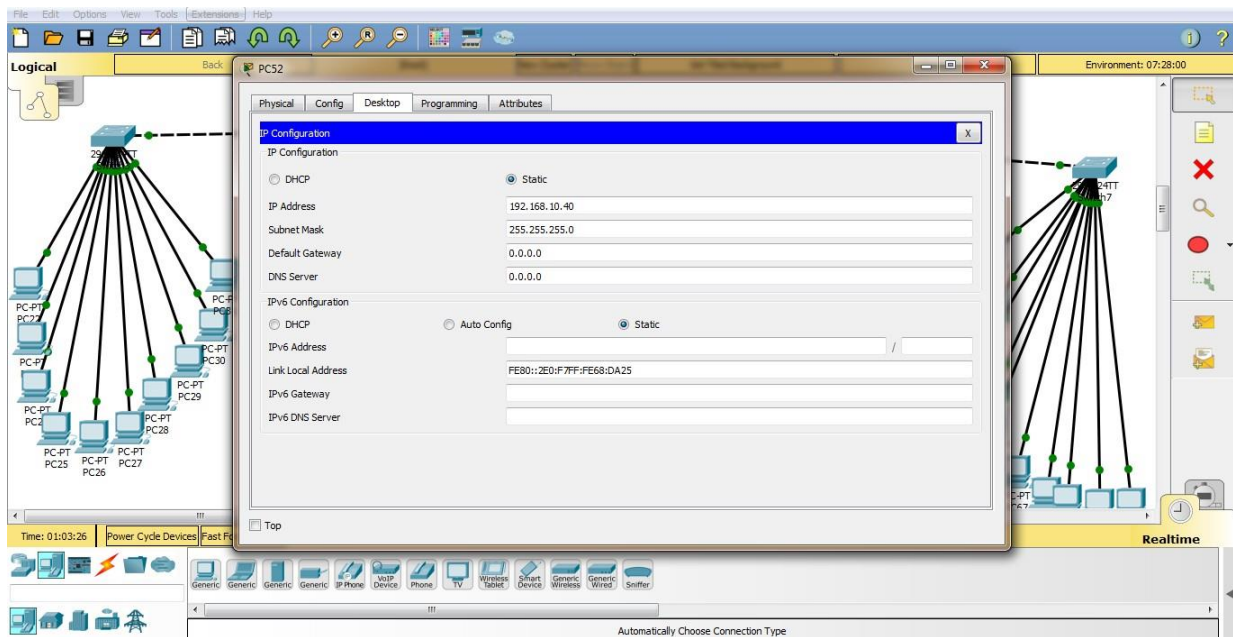 File Edit Options View Tools Extensions Help
Logical
Back
Environment: 07:28:00
PC52
Physical Config Desktop Programming Attributes
IP Configuration
X
IP Configuration
DHCP
Static
IP Address
192.168.10.40
Subnet Mask
255.255.255.0
Default Gateway
0.0.0.0
DNS Server
0.0.0.0
IPv6 Configuration
DHCP
Auto Config
Static
IPv6 Address
/
Link Local Address
FE80::2E0:F7FF:FE68:DA25
IPv6 Gateway
IPv6 DNS Server
Top
PC-PT
PC30
PC-PT
PC29
PC-PT
PC28
PC-PT
PC25
PC-PT
PC26
PC-PT
PC27
24TT
Time: 01:03:26
Power Cycle Devices
Realtime
Generic Generic Generic Generic IP Phone VoIP Device Phone TV Wireless Tablet Smart Device Generic Wireless Generic Wired Sniffer
Automatically Choose Connection Type